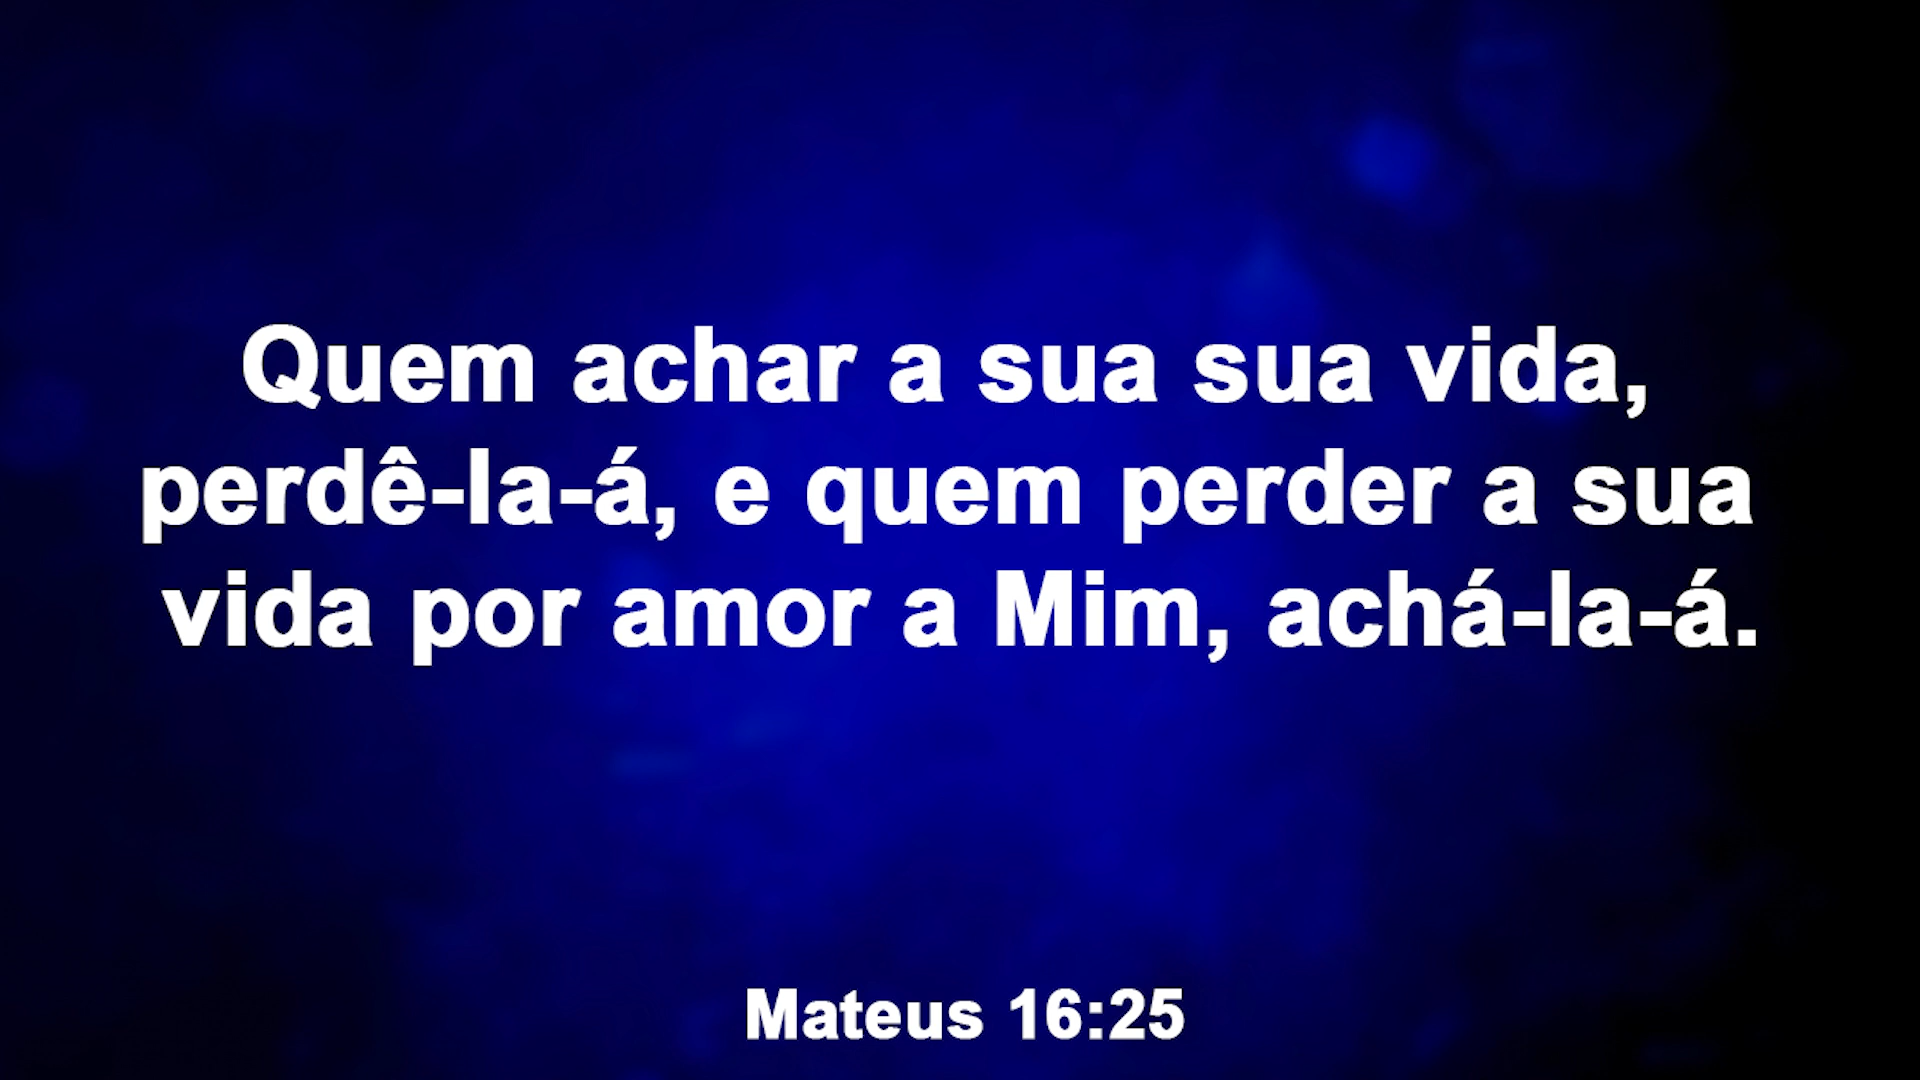 Quem achar a sua sua vida,
perdê-la-á, e quem perder a sua
vida por amor a Mim, achá-la-á.
Mateus 16:25